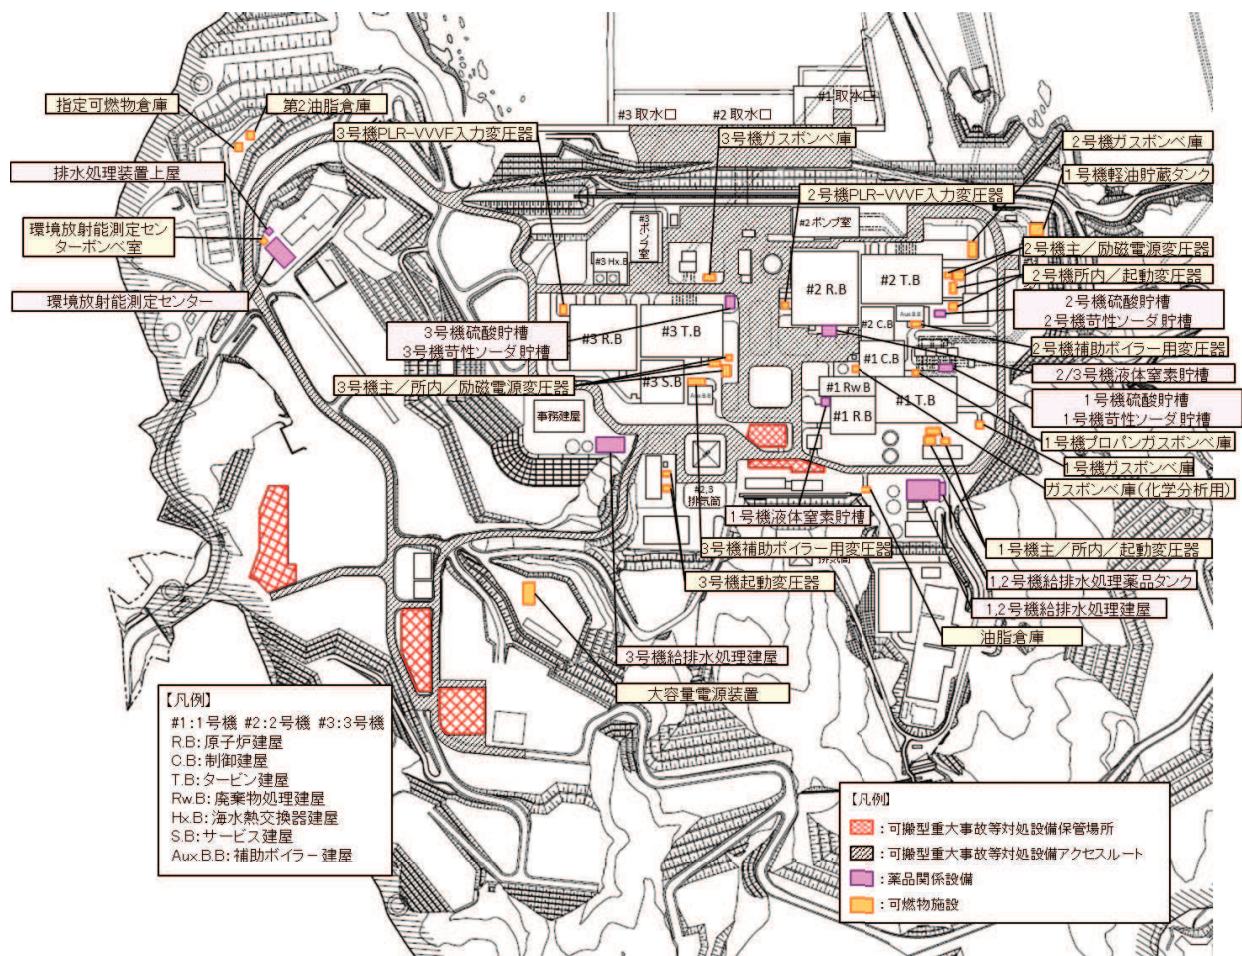 #1取水口
#3取水口
#2取水口
指定可燃物倉庫
第2油脂倉庫
3号機PLR-VVVF入力変圧器
3号機ガスボンベ庫
2号機ガスボンベ庫
1号機軽油貯蔵タンク
排水処理装置上屋
2号機PLR-VVVF入力変圧器
環境放射能測定セン
ターボンベ室
#3
ポンプ室
#2ポンプ室
2号機主/励磁電源変圧器
#3 Hx.B
2号機所内/起動変圧器
#2 R.B
#2 T.B
環境放射能測定センター
2号機硫酸貯槽
2号機苛性ソーダ貯槽
Aux.B.B
#2 C.B
3号機硫酸貯槽
3号機苛性ソーダ貯槽
#3 R.B
#3 T.B
2号機補助ボイラー用変圧器
#1 C.B
2/3号機液体窒素貯槽
3号機主/所内/励磁電源変圧器
#3 S.B
Aux.B.B
#1 Rw B
#1 T.B
#1 R.B
1号機硫酸貯槽
1号機苛性ソーダ貯槽
事務建屋
1号機プロパンガスボンベ庫
1号機ガスボンベ庫
ガスボンベ庫(化学分析用)
#2,3
排気筒
1号機液体窒素貯槽
3号機補助ボイラー用変圧器
1号機主/所内/起動変圧器
排気筒
3号機起動変圧器
1,2号機給排水処理薬品タンク
1,2号機給排水処理建屋
油脂倉庫
3号機給排水処理建屋
大容量電源装置
【凡例】
#1:1号機 #2:2号機 #3:3号機
R.B:原子炉建屋
C.B:制御建屋
T.B:タービン建屋
Rw.B:廃棄物処理建屋
Hx.B:海水熱交換器建屋
S.B:サービス建屋
Aux.B.B:補助ボイラー建屋
【凡例】
:可搬型重大事故等対処設備保管場所
:可搬型重大事故等対処設備アクセスルート
:薬品関係設備
:可燃物施設